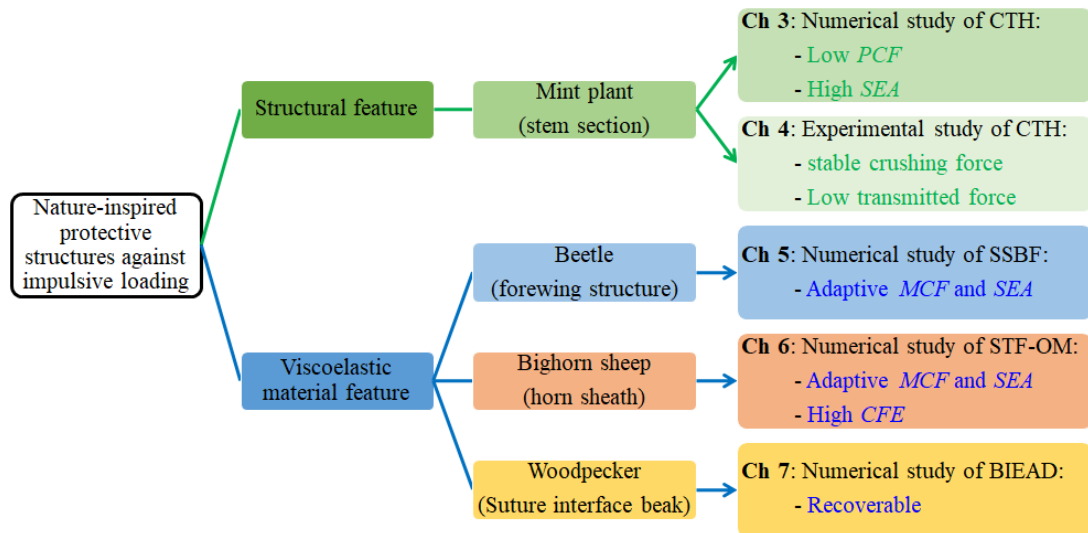 Nature-inspired
protective
structures against
impulsive loading
Structural feature
Mint plant
(stem section)
Ch 3: Numerical study of CTH:
- Low PCF
- High SEA
Ch 4: Experimental study of CTH:
- stable crushing force
- Low transmitted force
Viscoelastic
material feature
Beetle
(forewing structure)
Ch 5: Numerical study of SSBF:
- Adaptive MCF and SEA
Bighorn sheep
(horn sheath)
Ch 6: Numerical study of STF-OM:
- Adaptive MCF and SEA
- High CFE
Woodpecker
(Suture interface beak)
Ch 7: Numerical study of BIEAD:
- Recoverable